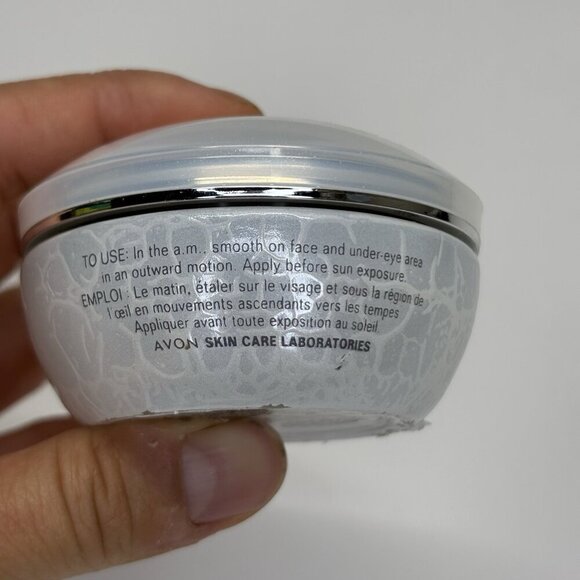 TO USE: In the a.m.. smooth on face and under-eye area
in an outward motion. Apply before sun exposure.
EMPLOI : Le matin, étaler sur le visage et sous la région de
l'œil en mouvements ascendants vers les tempes
Appliquer avant toute exposition au soleil.
AVON SKIN CARE LABORATORIES